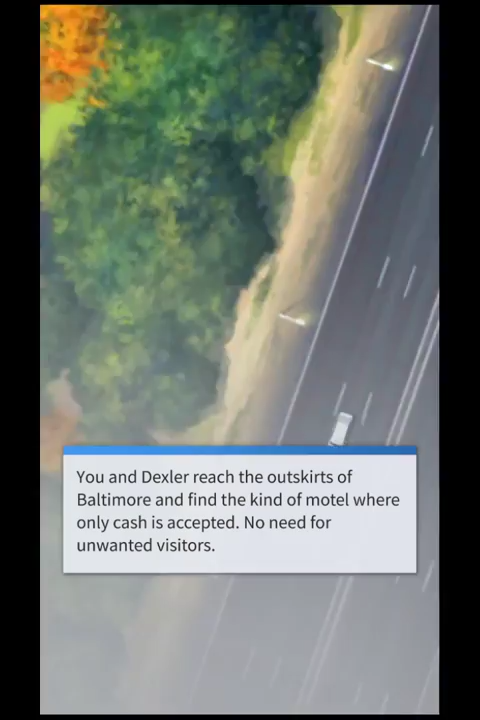 You and Dexler reach the outskirts of
Baltimore and find the kind of motel where
only cash is accepted. No need for
unwanted visitors.